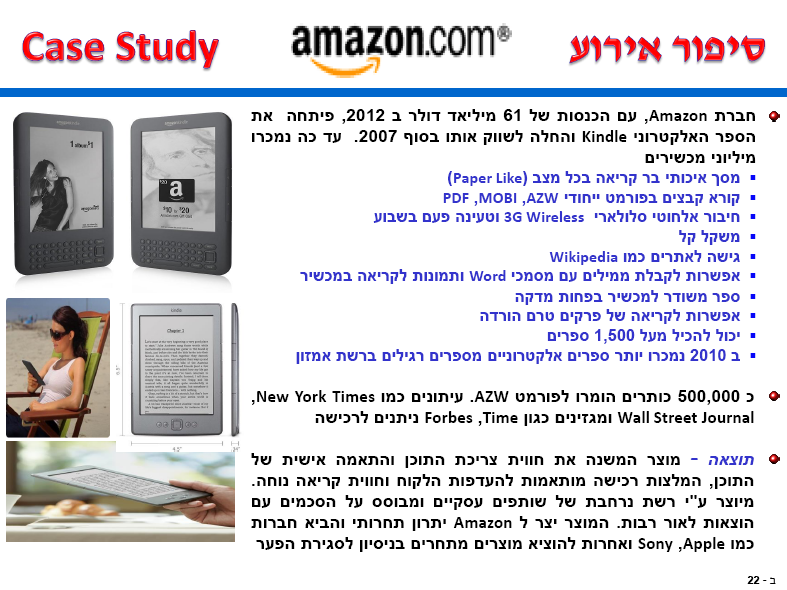 סיפור אירוע
amazon.com®
Case Study
חברת Amazon, עם הכנסות של 61 מיליאד דולר ב 2012, פיתחה את
הספר האלקטרוני Kindle והחלה לשווק אותו בסוף 2007. עד כה נמכרו
מיליוני מכשירים
מסך איכותי בר קריאה בכל מצב (Paper Like)
קורא קבצים בפורמט ייחודי PDF ,MOBI ,AZW
חיבור אלחוטי סלולארי 3G Wireless וטעינה פעם בשבוע
משקל קל
גישה לאתרים כמו Wikipedia
אפשרות לקבלת ממילים עם מסמכי Word ותמונות לקריאה במכשיר
ספר משודר למכשיר בפחות מדקה
אפשרות לקריאה של פרקים טרם הורדה
יכול להכיל מעל 1,500 ספרים
ב 2010 נמכרו יותר ספרים אלקטרוניים מספרים רגילים ברשת אמזון
כ 500,000 כותרים הומרו לפורמט AZW. עיתונים כמו New York Times,
Wall Street Journal ומגזינים כגון Forbes ,Time ניתנים לרכישה
תוצאה - מוצר המשנה את חווית צריכת התוכן והתאמה אישית של
התוכן, המלצות רכישה מותאמות להעדפות הלקוח וחווית קריאה נוחה.
מיוצר ע"י רשת נרחבת של שותפים עסקיים ומבוסס על הסכמים עם
הוצאות לאור רבות. המוצר יצר ל Amazon יתרון תחרותי והביא חברות
כמו Sony ,Apple ואחרות להוציא מוצרים מתחרים בניסיון לסגירת הפער
ב - 22